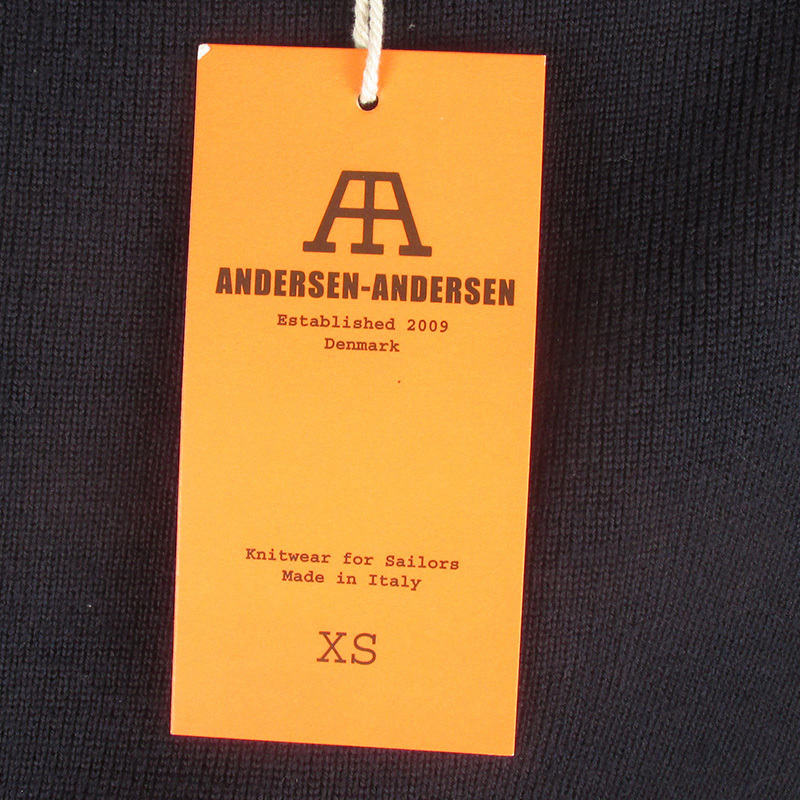 ANDERSEN-ANDERSEN
Established 2009
Denmark
Knitwear for Sailors
Made in Italy
XS